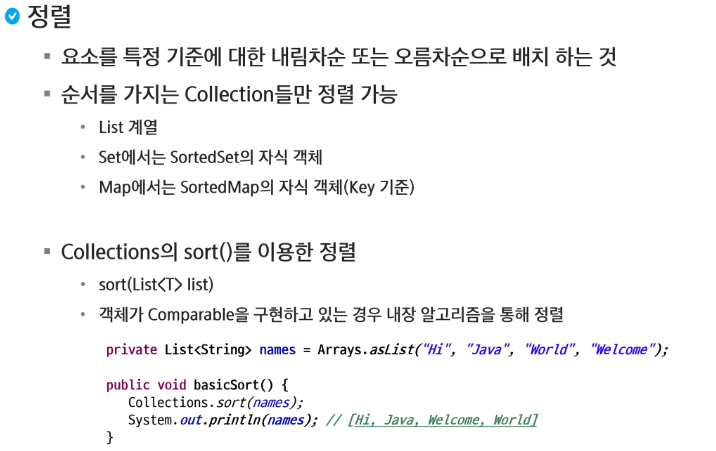 정렬
요소를 특정 기준에 대한 내림차순 또는 오름차순으로 배치 하는 것
순서를 가지는 Collection들만 정렬 가능
List 계열
Set에서는 SortedSet의 자식 객체
Map에서는 SortedMap의 자식 객체(Key 기준)
Collections의 sort()를 이용한 정렬
sort(List<T> list)
객체가 Comparable을 구현하고 있는 경우 내장 알고리즘을 통해 정렬
private List<String> names = Arrays.asList("Hi", "Java", "World", "Welcome");
public void basicSort() {
Collections.sort(names);
System.out.println(names); // [Hi, Java, Welcome, World]
}